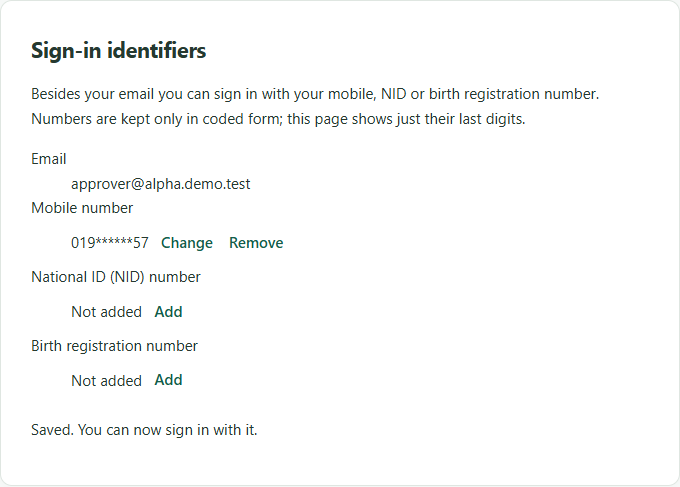 Sign-in identifiers
Besides your email you can sign in with your mobile, NID or birth registration number.
Numbers are kept only in coded form; this page shows just their last digits.
Email
approver@alpha.demo.test
Mobile number
019******57 Change Remove
National ID (NID) number
Not added Add
Birth registration number
Not added Add
Saved. You can now sign in with it.